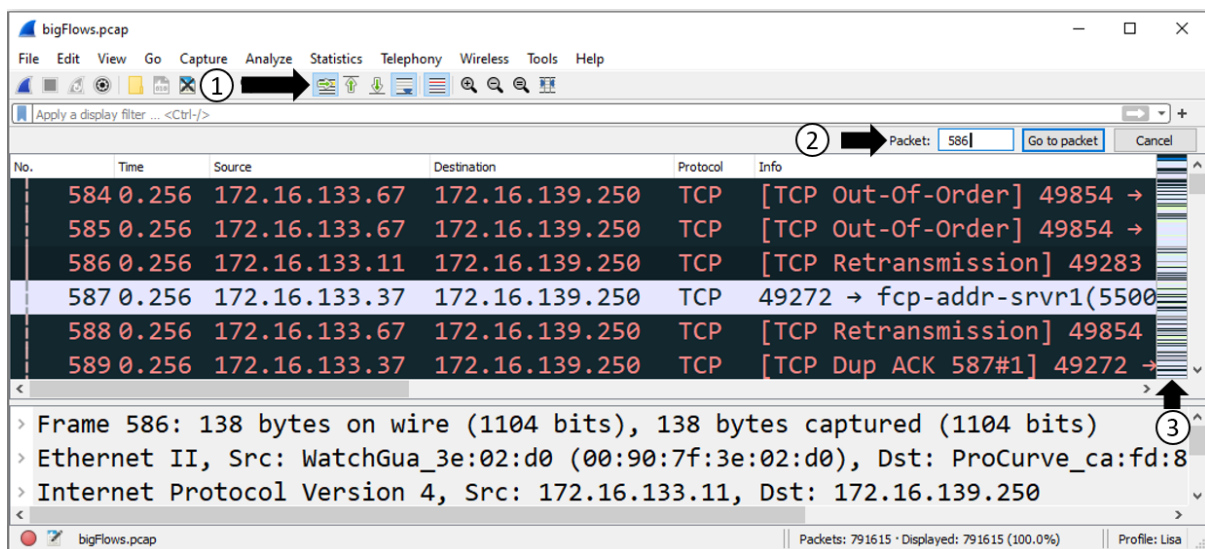 bigFlows.pcap
File Edit View Go Capture Analyze Statistics Telephony Wireless Tools Help
1
Apply a display filter ... <Ctrl-/>
2 Packet: 586 Go to packet Cancel
No. Time Source Destination Protocol Info
584 0.256 172.16.133.67 172.16.139.250 TCP [TCP Out-Of-Order] 49854 →
585 0.256 172.16.133.67 172.16.139.250 TCP [TCP Out-Of-Order] 49854 →
586 0.256 172.16.133.11 172.16.139.250 TCP [TCP Retransmission] 49283
587 0.256 172.16.133.37 172.16.139.250 TCP 49272 → fcp-addr-srvr1(5500
588 0.256 172.16.133.67 172.16.139.250 TCP [TCP Retransmission] 49854
589 0.256 172.16.133.37 172.16.139.250 TCP [TCP Dup ACK 587#1] 49272 →
3
Frame 586: 138 bytes on wire (1104 bits), 138 bytes captured (1104 bits)
Ethernet II, Src: WatchGua_3e:02:d0 (00:90:7f:3e:02:d0), Dst: ProCurve_ca:fd:8
Internet Protocol Version 4, Src: 172.16.133.11, Dst: 172.16.139.250
bigFlows.pcap Packets: 791615 · Displayed: 791615 (100.0%) Profile: Lisa